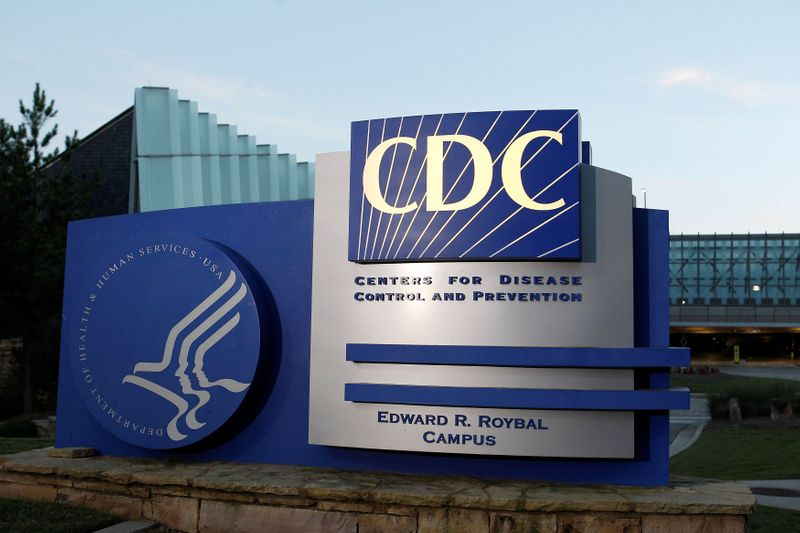 DEPARTMENT OF HEALTH & HUMAN SERVICES · USA
CDC
CENTERS FOR DISEASE
CONTROL AND PREVENTION
EDWARD R. ROYBAL
CAMPUS